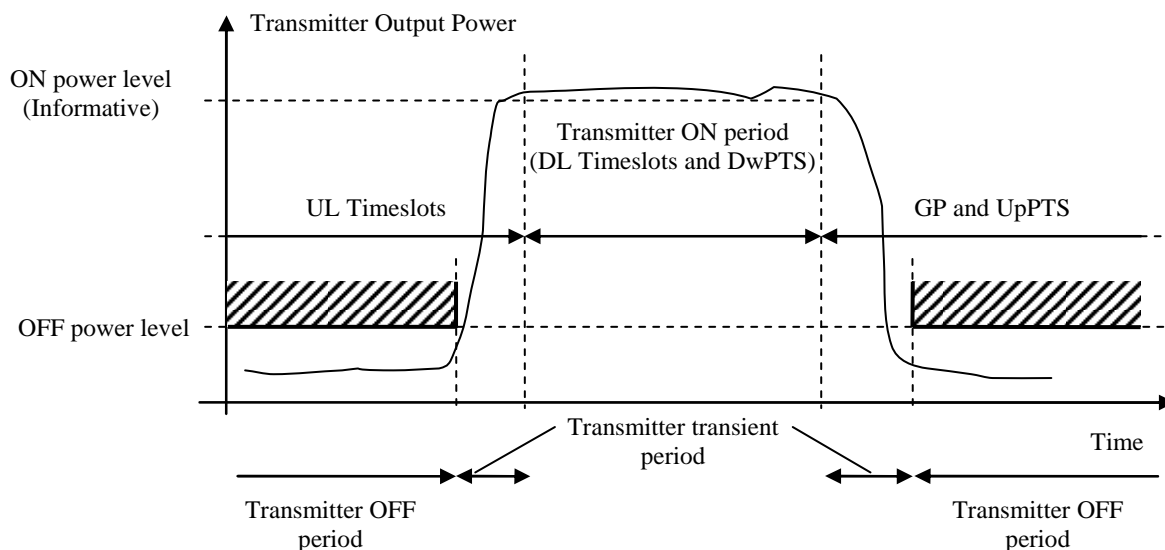 Transmitter Output Power
ON power level
(Informative)
Transmitter ON period
(DL Timeslots and DwPTS)
UL Timeslots
GP and UpPTS
OFF power level
Transmitter transient
period
Time
Transmitter OFF
period
Transmitter OFF
period